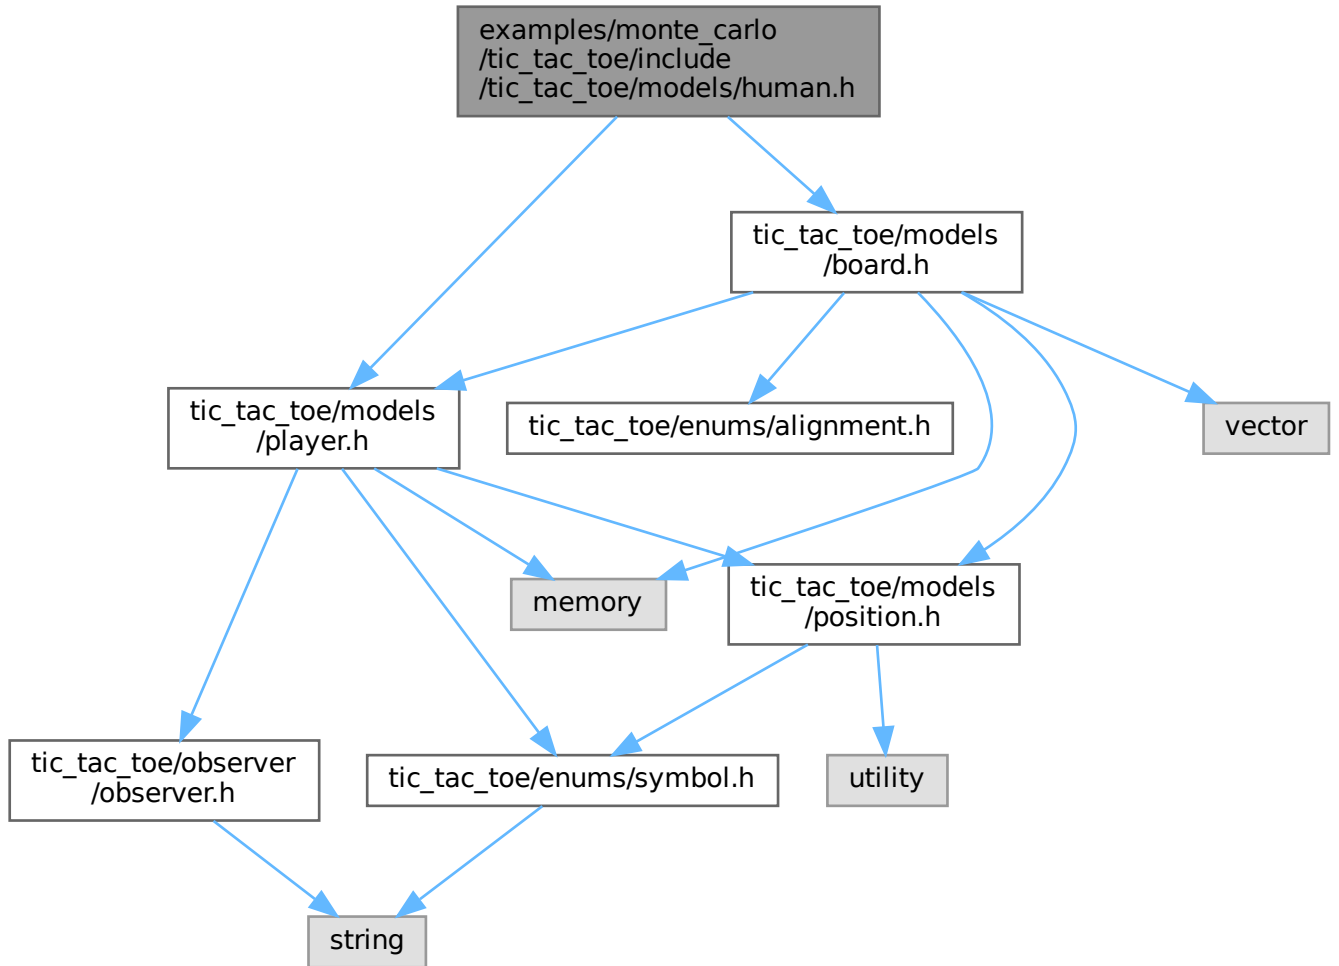 examples/monte_carlo
/tic_tac_toe/include
/tic_tac_toe/models/human.h
tic_tac_toe/models
/board.h
tic_tac_toe/models
/player.h
tic_tac_toe/enums/alignment.h
vector
memory
tic_tac_toe/models
/position.h
tic_tac_toe/observer
/observer.h
tic_tac_toe/enums/symbol.h
utility
string